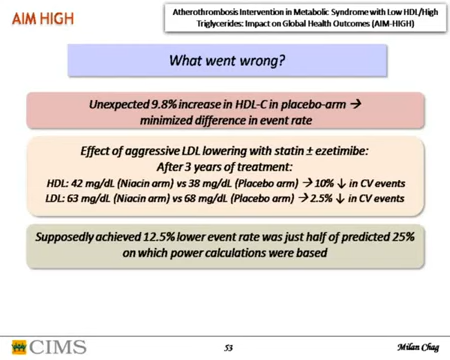 AIM HIGH
Atherothrombosis Intervention in Metabolic Syndrome with Low HDL/High
Triglycerides: Impact on Global Health Outcomes (AIM-HIGH)
What went wrong?
Unexpected 9.8% increase in HDL-C in placebo-arm →
minimized difference in event rate
Effect of aggressive LDL lowering with statin ± ezetimibe:
After 3 years of treatment:
HDL: 42 mg/dL (Niacin arm) vs 38 mg/dL (Placebo arm) → 10% ↓ in CV events
LDL: 63 mg/dL (Niacin arm) vs 68 mg/dL (Placebo arm) → 2.5% ↓ in CV events
Supposedly achieved 12.5% lower event rate was just half of predicted 25%
on which power calculations were based
CIMS
53
Milan Chag